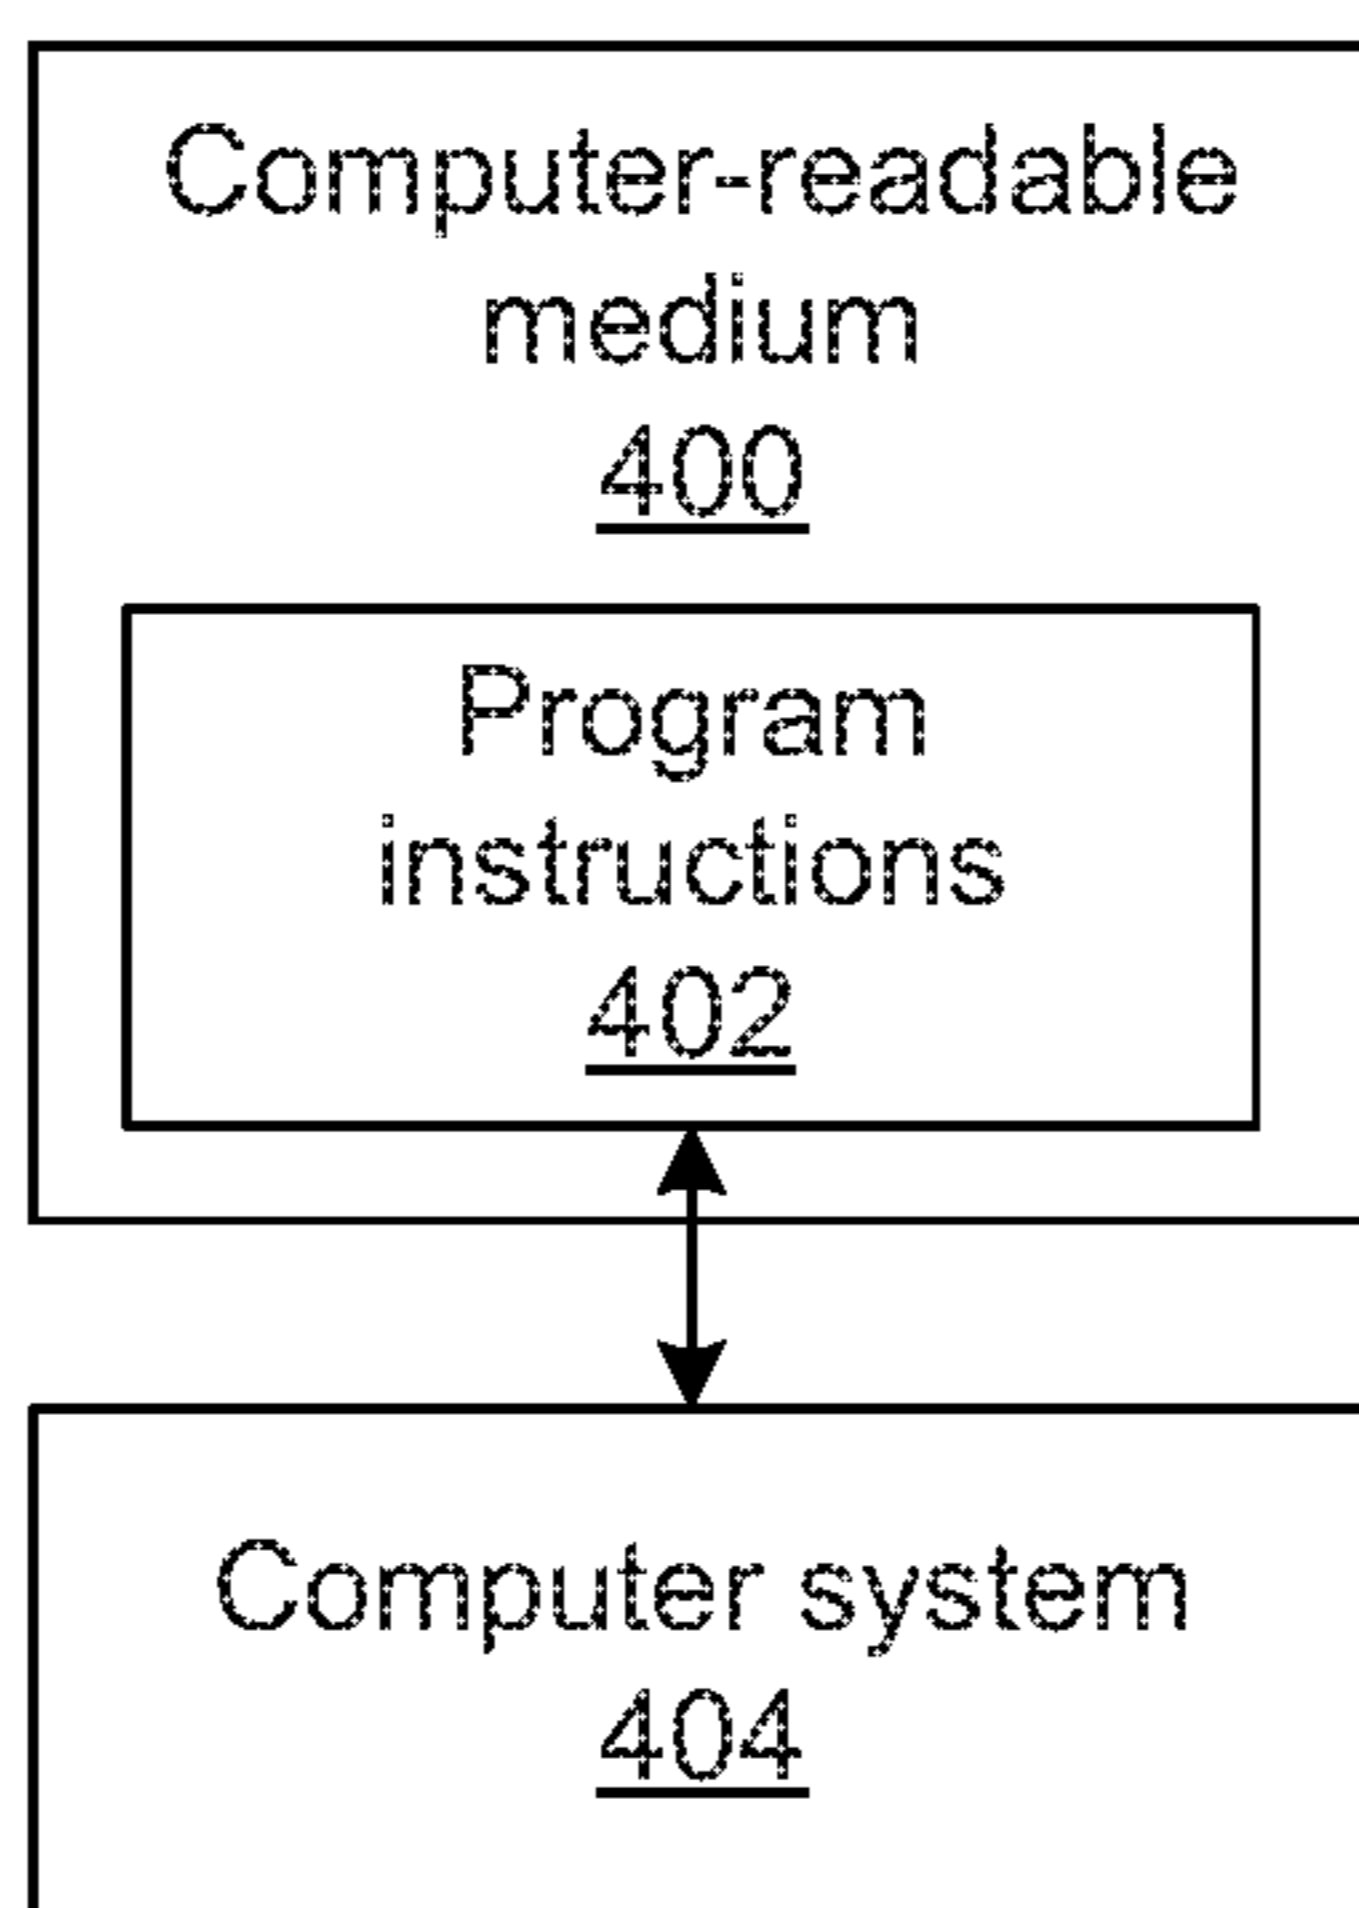 Computer-readable
medium
400
Program
instructions
402
Computer system
404